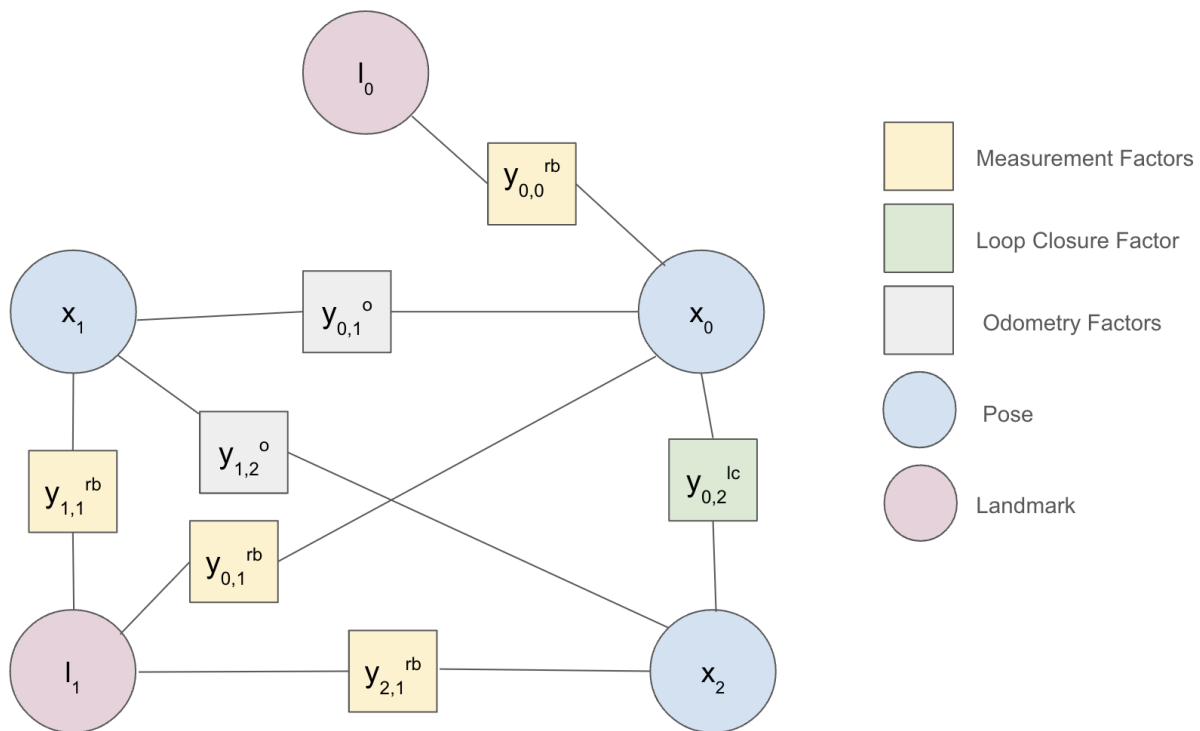 l₀
y₀,₀ʳᵇ
Measurement Factors
Loop Closure Factor
x₁
y₀,₁ᵒ
x₀
Odometry Factors
Pose
y₁,₂ᵒ
y₁,₁ʳᵇ
y₀,₂ˡᶜ
Landmark
y₀,₁ʳᵇ
l₁
y₂,₁ʳᵇ
x₂